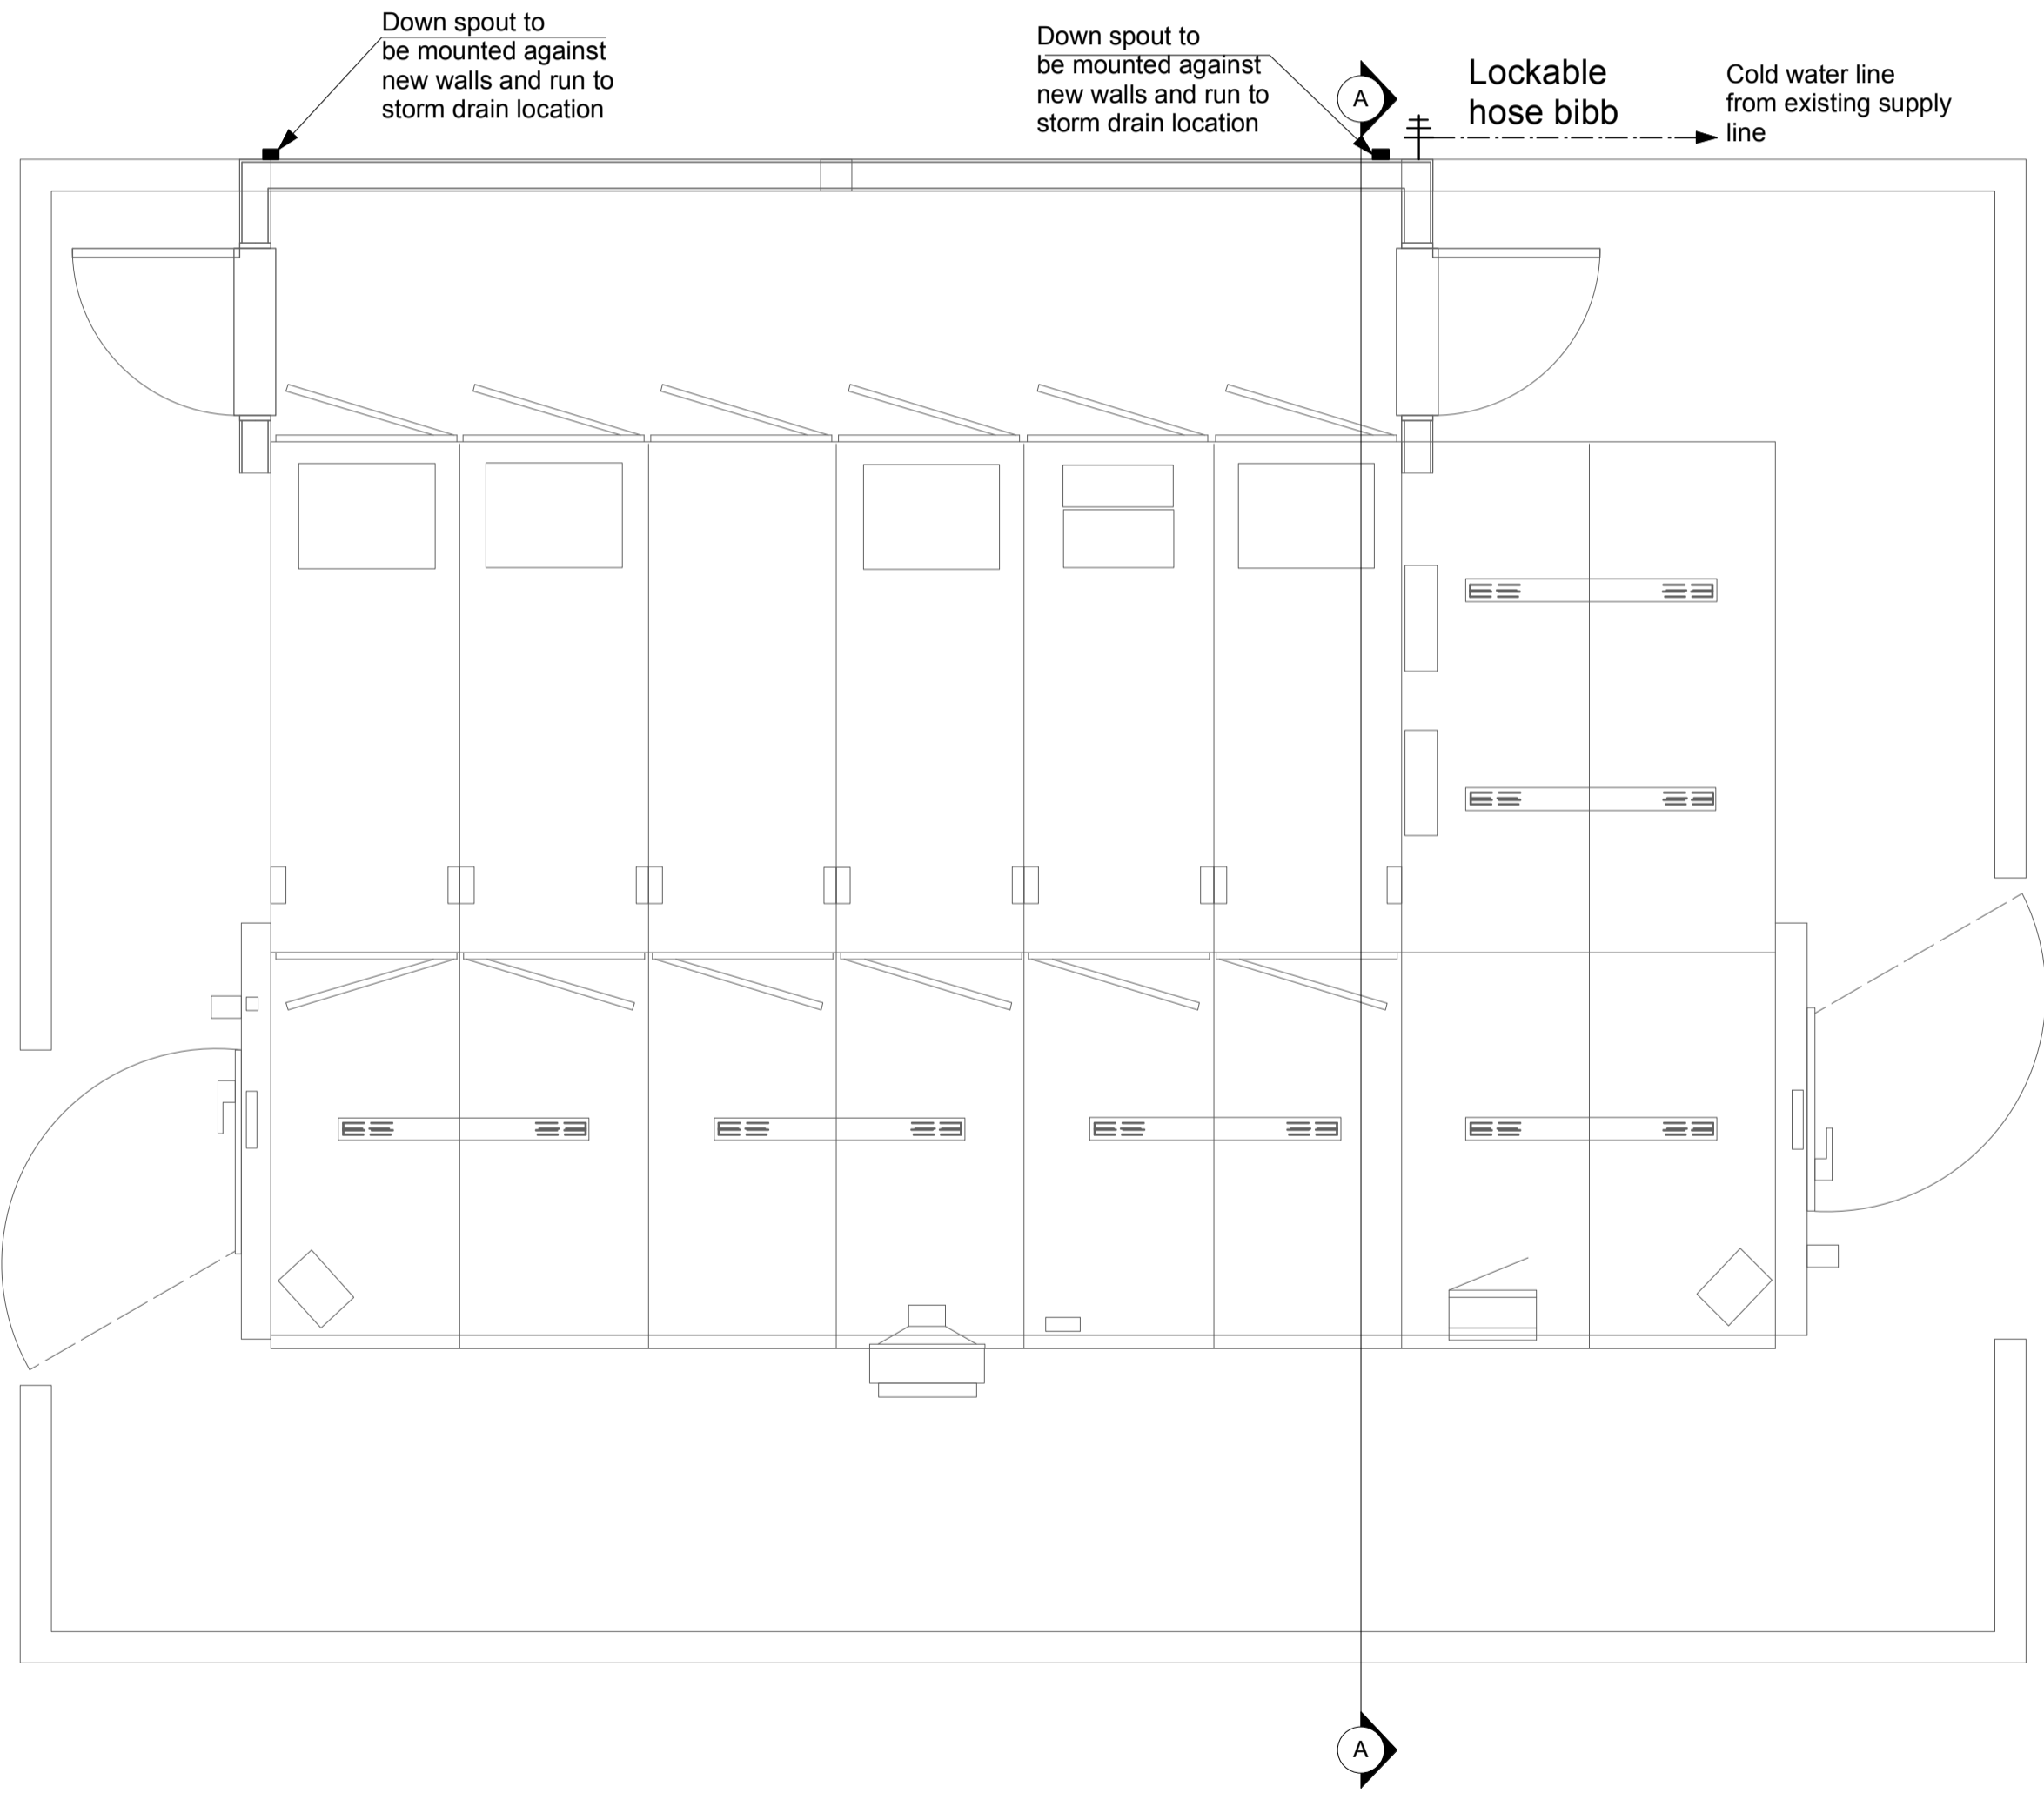 Down spout to
be mounted against
new walls and run to
storm drain location
Down spout to
be mounted against
new walls and run to
storm drain location
A
Lockable
hose bibb
Cold water line
from existing supply
line
A